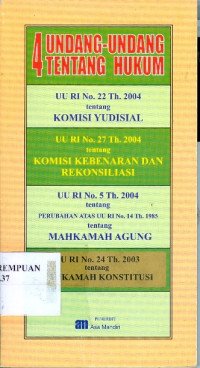 4 UNDANG-UNDANG
TENTANG HUKUM
UU RI No. 22 Th. 2004
tentang
KOMISI YUDISIAL
UU RI No. 27 Th. 2004
tentang
KOMISI KEBENARAN DAN
REKONSILIASI
UU RI No. 5 Th. 2004
tentang
PERUBAHAN ATAS UU RI No. 14 Th. 1985
tentang
MAHKAMAH AGUNG
UU RI No. 24 Th. 2003
tentang
KAMAH KONSTITUSI
REMPUAN
37
PENERBIT
Asa Mandiri